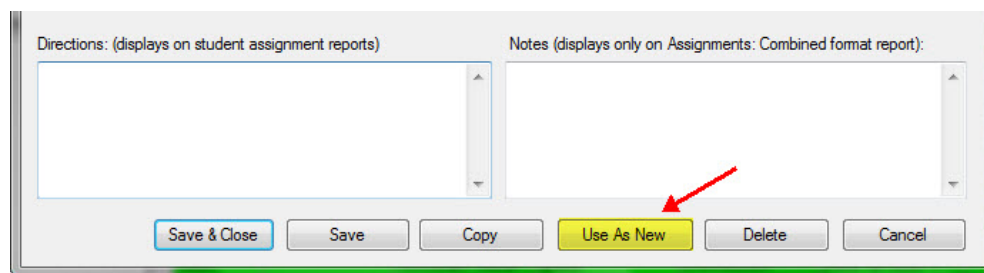 Directions: (displays on student assignment reports)
Notes (displays only on Assignments: Combined format report):
Save & Close
Save
Copy
Use As New
Delete
Cancel